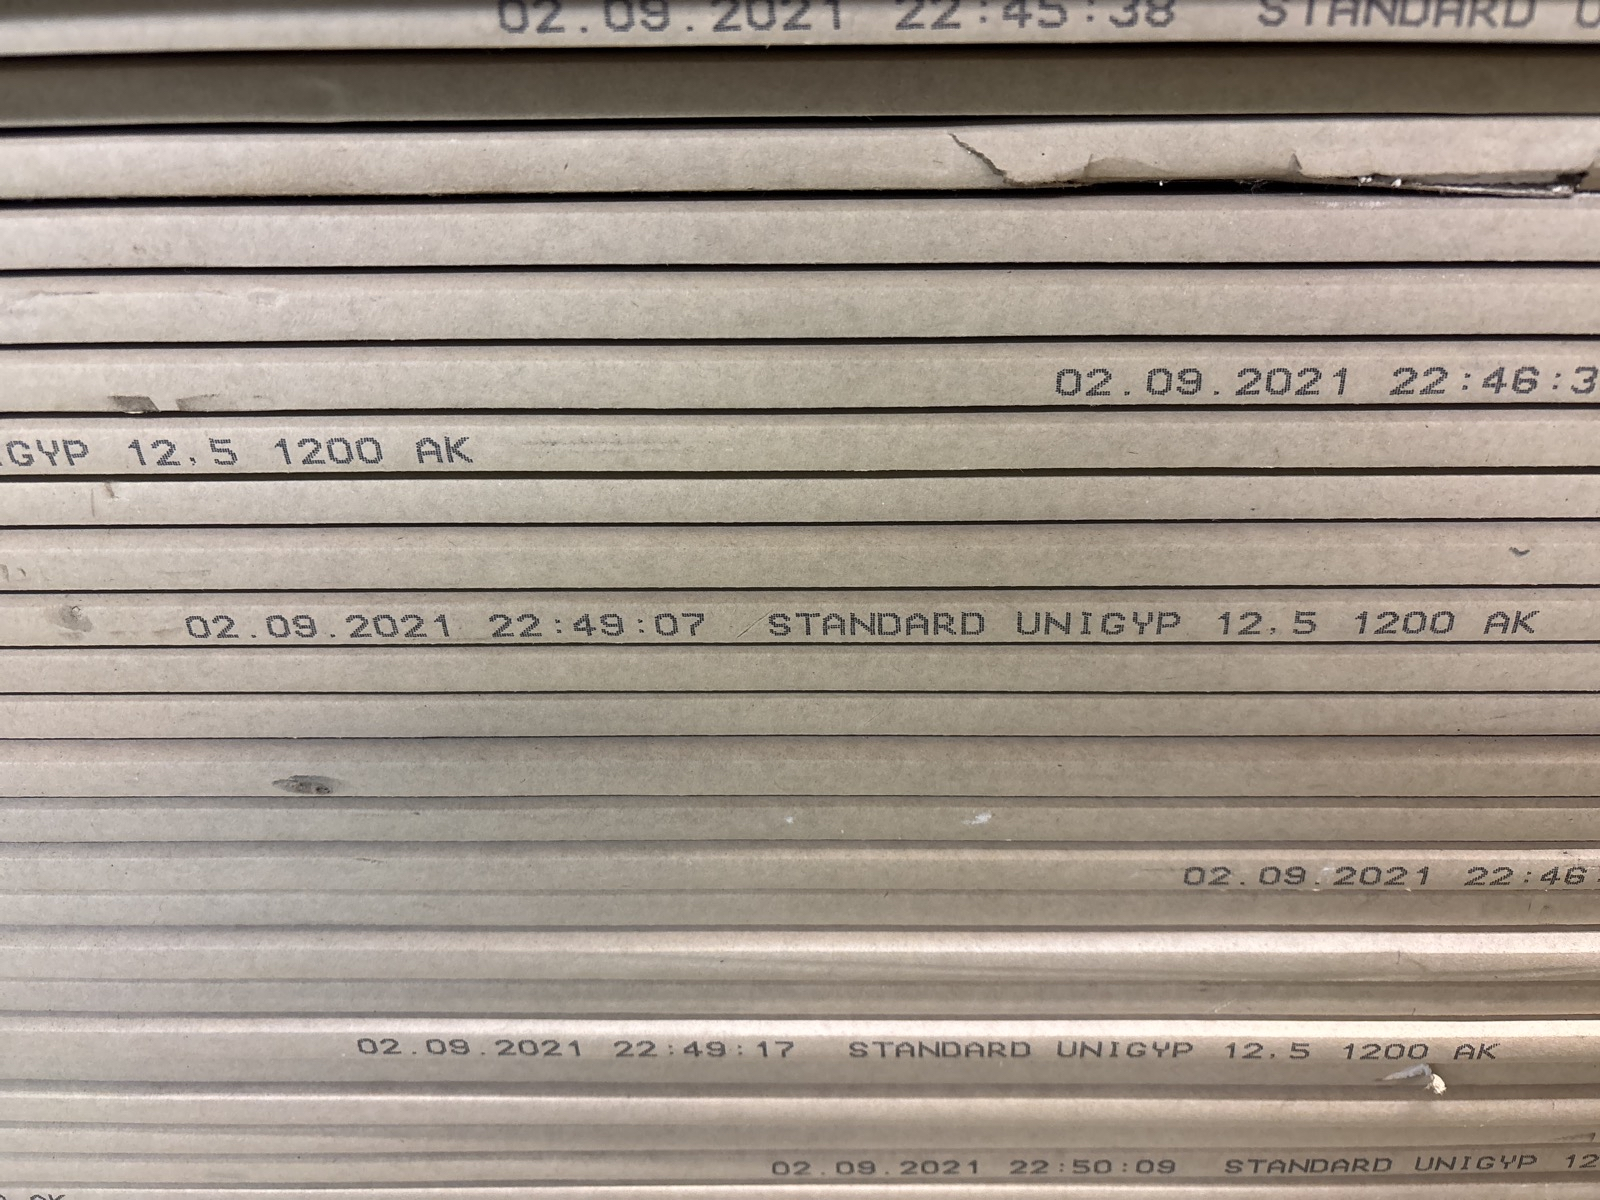 02.09.2021 22:45:38 STANDARD
02.09.2021 22:46:3
GYP 12,5 1200 AK
02.09.2021 22:49:07 STANDARD UNIGYP 12,5 1200 AK
02.09.2021 22:46
02.09.2021 22:49:17 STANDARD UNIGYP 12,5 1200 AK
02.09.2021 22:50:09 STANDARD UNIGYP 12
AK